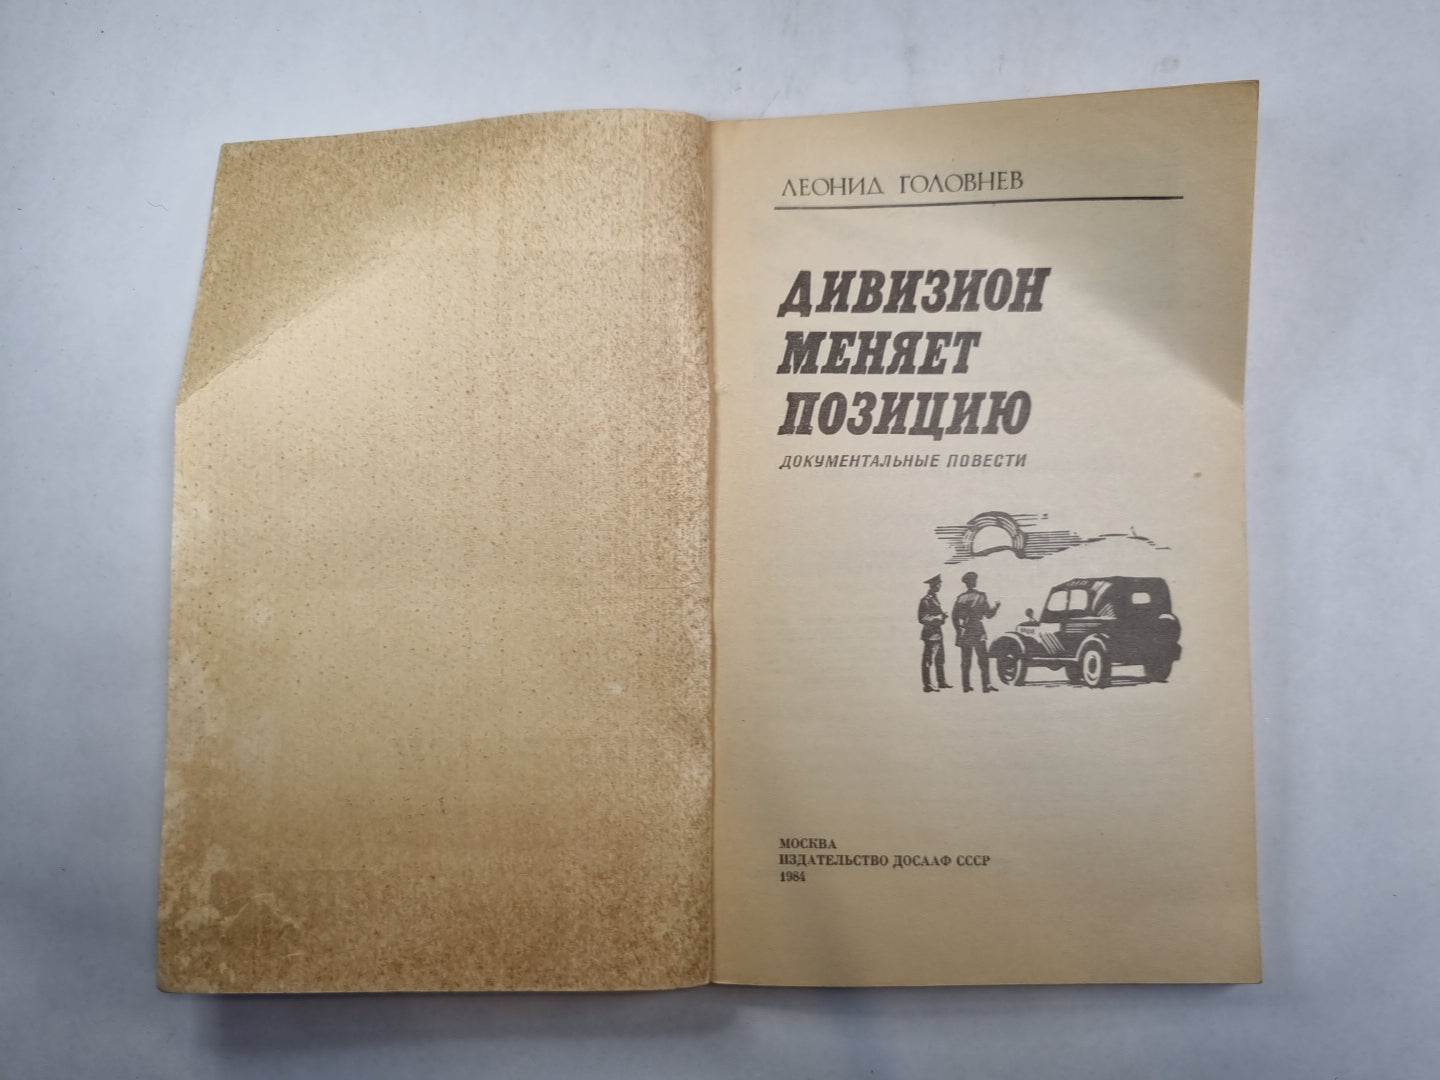 ЛЕОНИД ГОЛОВНЕВ
ДИВИЗИОН
МЕНЯЕТ
ПОЗИЦИЮ
ДОКУМЕНТАЛЬНЫЕ ПОВЕСТИ
МОСКВА
ИЗДАТЕЛЬСТВО ДОСААФ СССР
1984